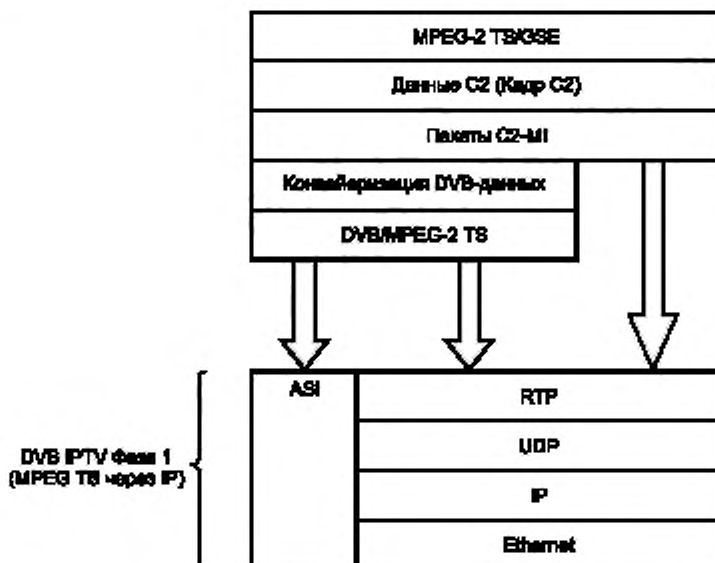 MPEG-2 TS/GSE
Данные C2 (Кадр C2)
Пакеты C2-MI
Конвейеризация DVB-данных
DVB/MPEG-2 TS
ASI
RTP
UDP
IP
Ethernet
DVB IPTV Фаза 1
(MPEG TS через IP)